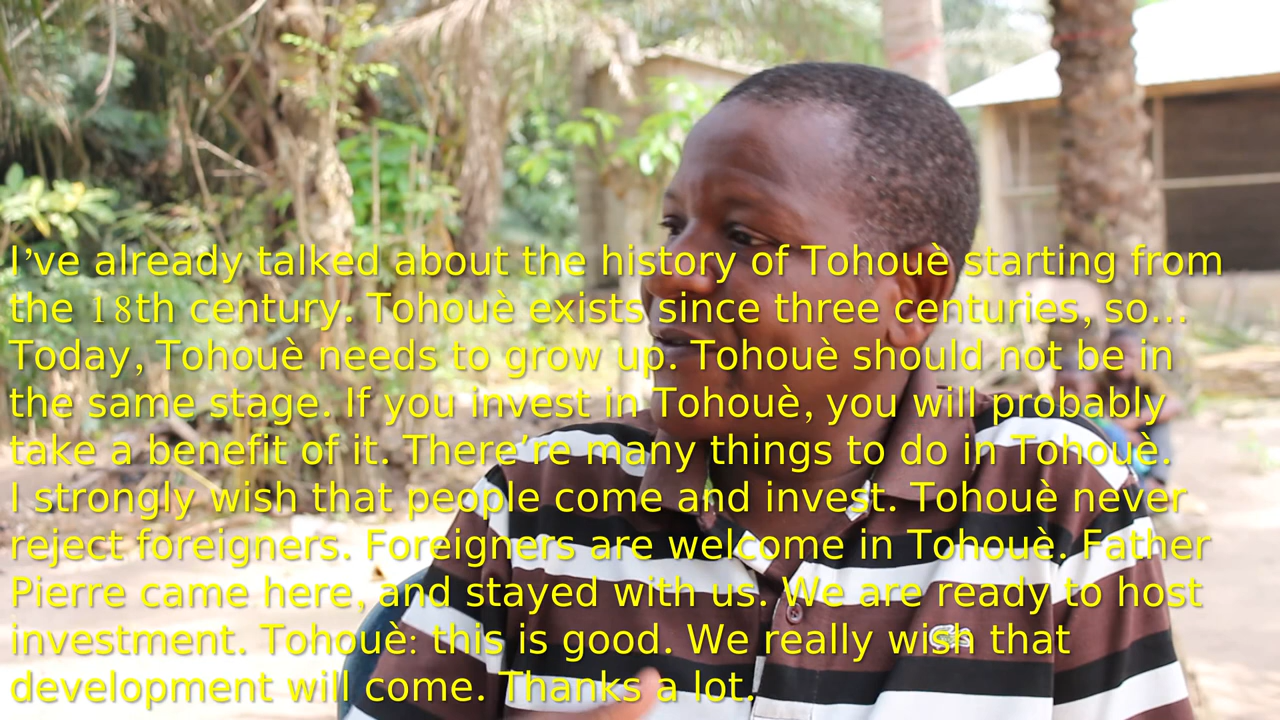 I’ve already talked about the history of Tohouè starting from
the 18th century. Tohouè exists since three centuries, so...
Today, Tohouè needs to grow up. Tohouè should not be in
the same stage. If you invest in Tohouè, you will probably
take a benefit of it. There’re many things to do in Tohouè.
I strongly wish that people come and invest. Tohouè never
reject foreigners. Foreigners are welcome in Tohouè. Father
Pierre came here, and stayed with us. We are ready to host
investment. Tohouè: this is good. We really wish that
development will come. Thanks a lot.